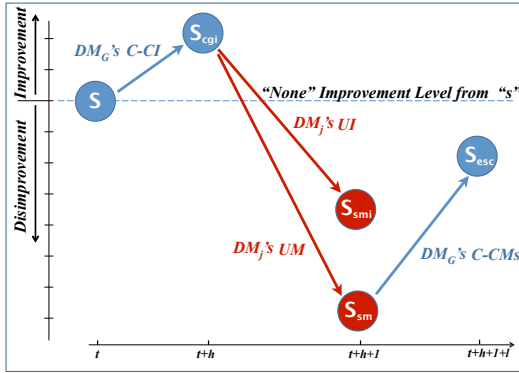 Improvement
Disimprovement
S
DM_G's C-CI
S_cgi
"None" Improvement Level from "s"
DM_j's UI
DM_j's UM
S_smi
S_esc
S_sm
DM_G's C-CMs
t
t+h
t+h+1
t+h+1+l